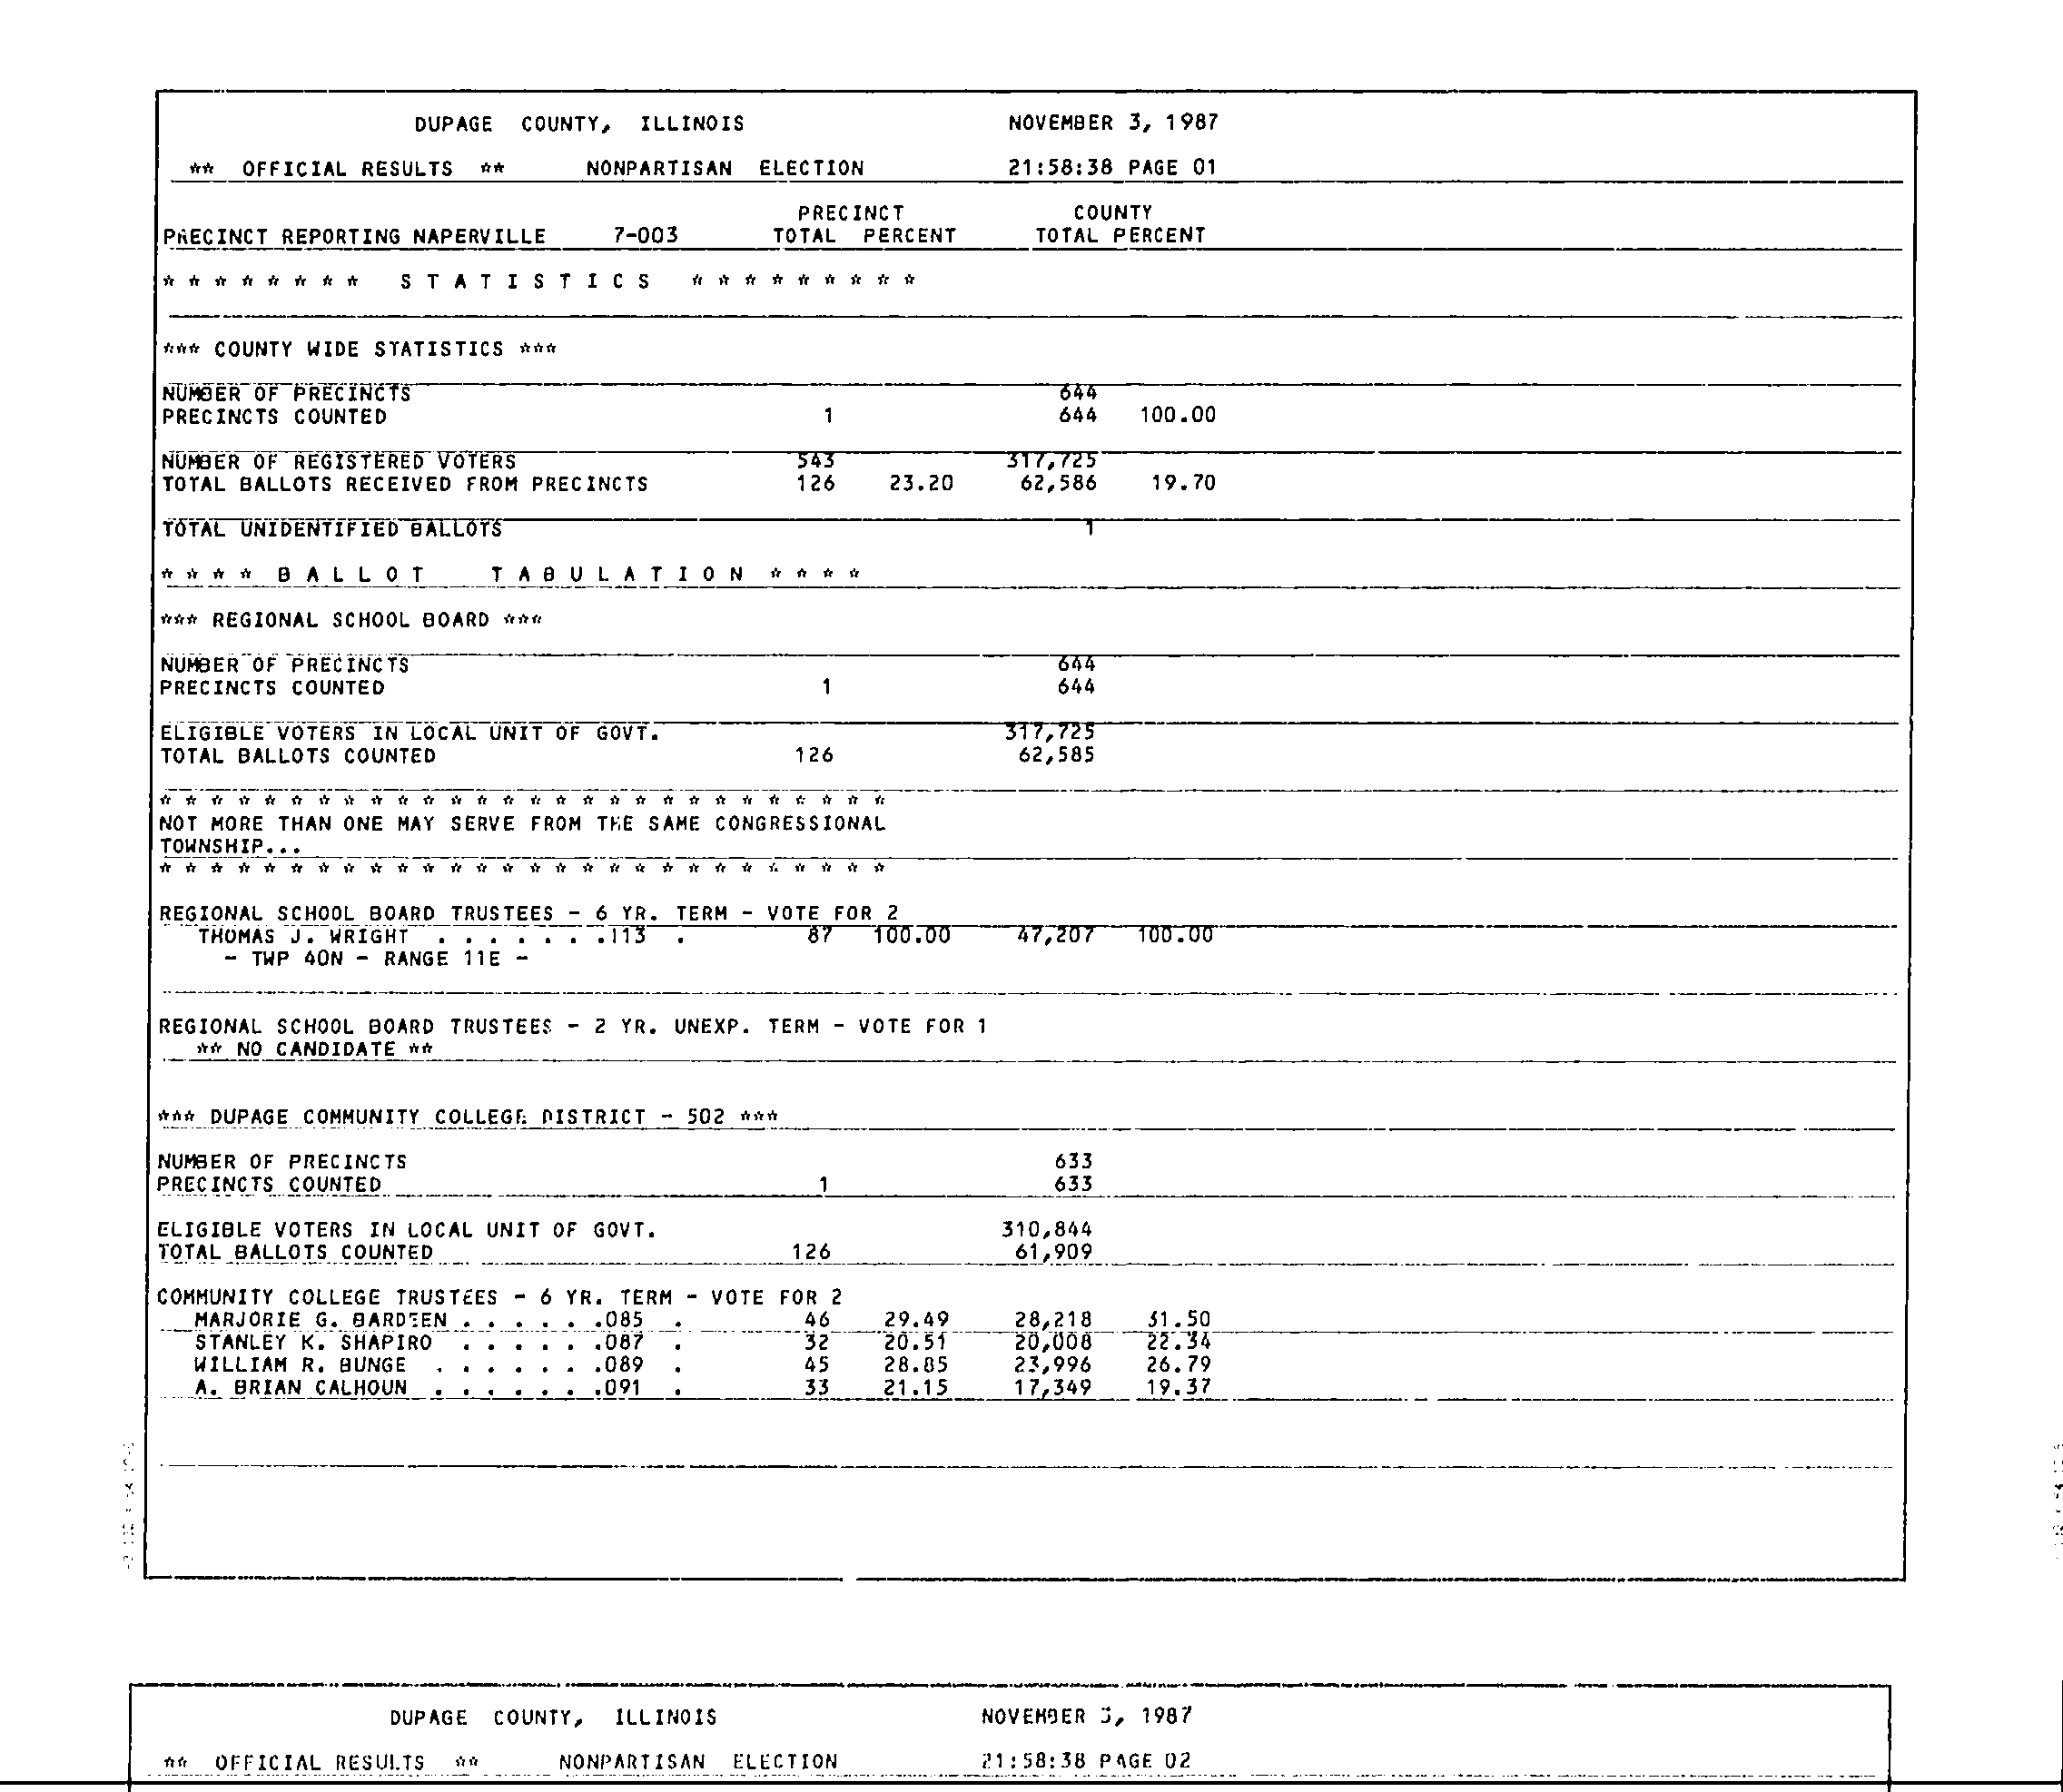 DUPAGE COUNTY, ILLINOIS NOVEMBER 3, 1987
** OFFICIAL RESULTS ** NONPARTISAN ELECTION 21:58:38 PAGE 01
PRECINCT COUNTY
PRECINCT REPORTING NAPERVILLE 7-003 TOTAL PERCENT TOTAL PERCENT
* * * * * * * * S T A T I S T I C S * * * * * * * * *
*** COUNTY WIDE STATISTICS ***
NUMBER OF PRECINCTS 644
PRECINCTS COUNTED 1 644 100.00
NUMBER OF REGISTERED VOTERS 543 317,725
TOTAL BALLOTS RECEIVED FROM PRECINCTS 126 23.20 62,586 19.70
TOTAL UNIDENTIFIED BALLOTS 1
* * * * B A L L O T T A B U L A T I O N * * * *
*** REGIONAL SCHOOL BOARD ***
NUMBER OF PRECINCTS 644
PRECINCTS COUNTED 1 644
ELIGIBLE VOTERS IN LOCAL UNIT OF GOVT. 317,725
TOTAL BALLOTS COUNTED 126 62,585
* * * * * * * * * * * * * * * * * * * * * * * * * * * *
NOT MORE THAN ONE MAY SERVE FROM THE SAME CONGRESSIONAL
TOWNSHIP...
* * * * * * * * * * * * * * * * * * * * * * * * * * * *
REGIONAL SCHOOL BOARD TRUSTEES - 6 YR. TERM - VOTE FOR 2
THOMAS J. WRIGHT . . . . . . .113 . 87 100.00 47,207 100.00
- TWP 40N - RANGE 11E -
REGIONAL SCHOOL BOARD TRUSTEES - 2 YR. UNEXP. TERM - VOTE FOR 1
** NO CANDIDATE **
*** DUPAGE COMMUNITY COLLEGE DISTRICT - 502 ***
NUMBER OF PRECINCTS 633
PRECINCTS COUNTED 1 633
ELIGIBLE VOTERS IN LOCAL UNIT OF GOVT. 310,844
TOTAL BALLOTS COUNTED 126 61,909
COMMUNITY COLLEGE TRUSTEES - 6 YR. TERM - VOTE FOR 2
MARJORIE G. BARDEEN . . . . . .085 . 46 29.49 28,218 31.50
STANLEY K. SHAPIRO . . . . . .087 . 32 20.51 20,008 22.34
WILLIAM R. BUNGE . . . . . . .089 . 45 28.85 23,996 26.79
A. BRIAN CALHOUN . . . . . . .091 . 33 21.15 17,349 19.37
DUPAGE COUNTY, ILLINOIS NOVEMBER 3, 1987
** OFFICIAL RESULTS ** NONPARTISAN ELECTION 21:58:38 PAGE 02